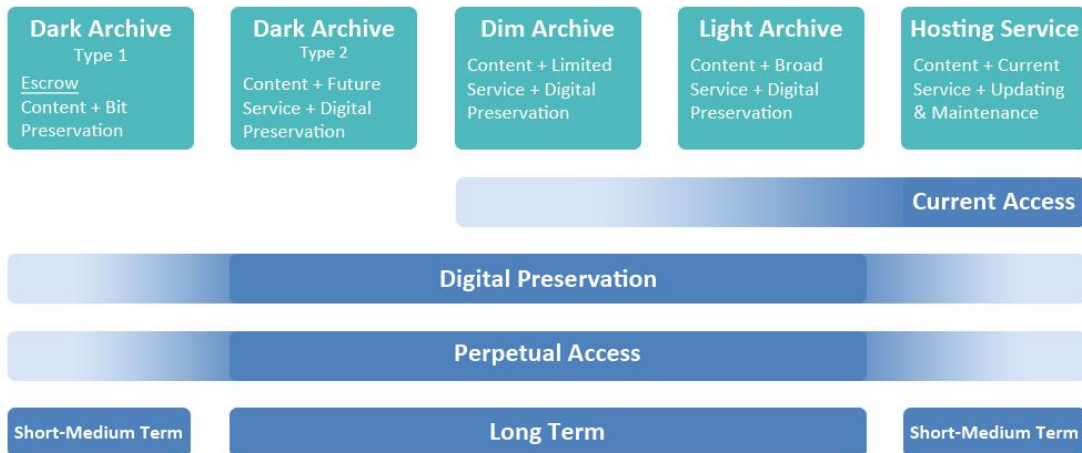 Dark Archive
Type 1
Escrow
Content + Bit
Preservation
Dark Archive
Type 2
Content + Future
Service + Digital
Preservation
Dim Archive
Content + Limited
Service + Digital
Preservation
Light Archive
Content + Broad
Service + Digital
Preservation
Hosting Service
Content + Current
Service + Updating
& Maintenance
Current Access
Digital Preservation
Perpetual Access
Short-Medium Term
Long Term
Short-Medium Term